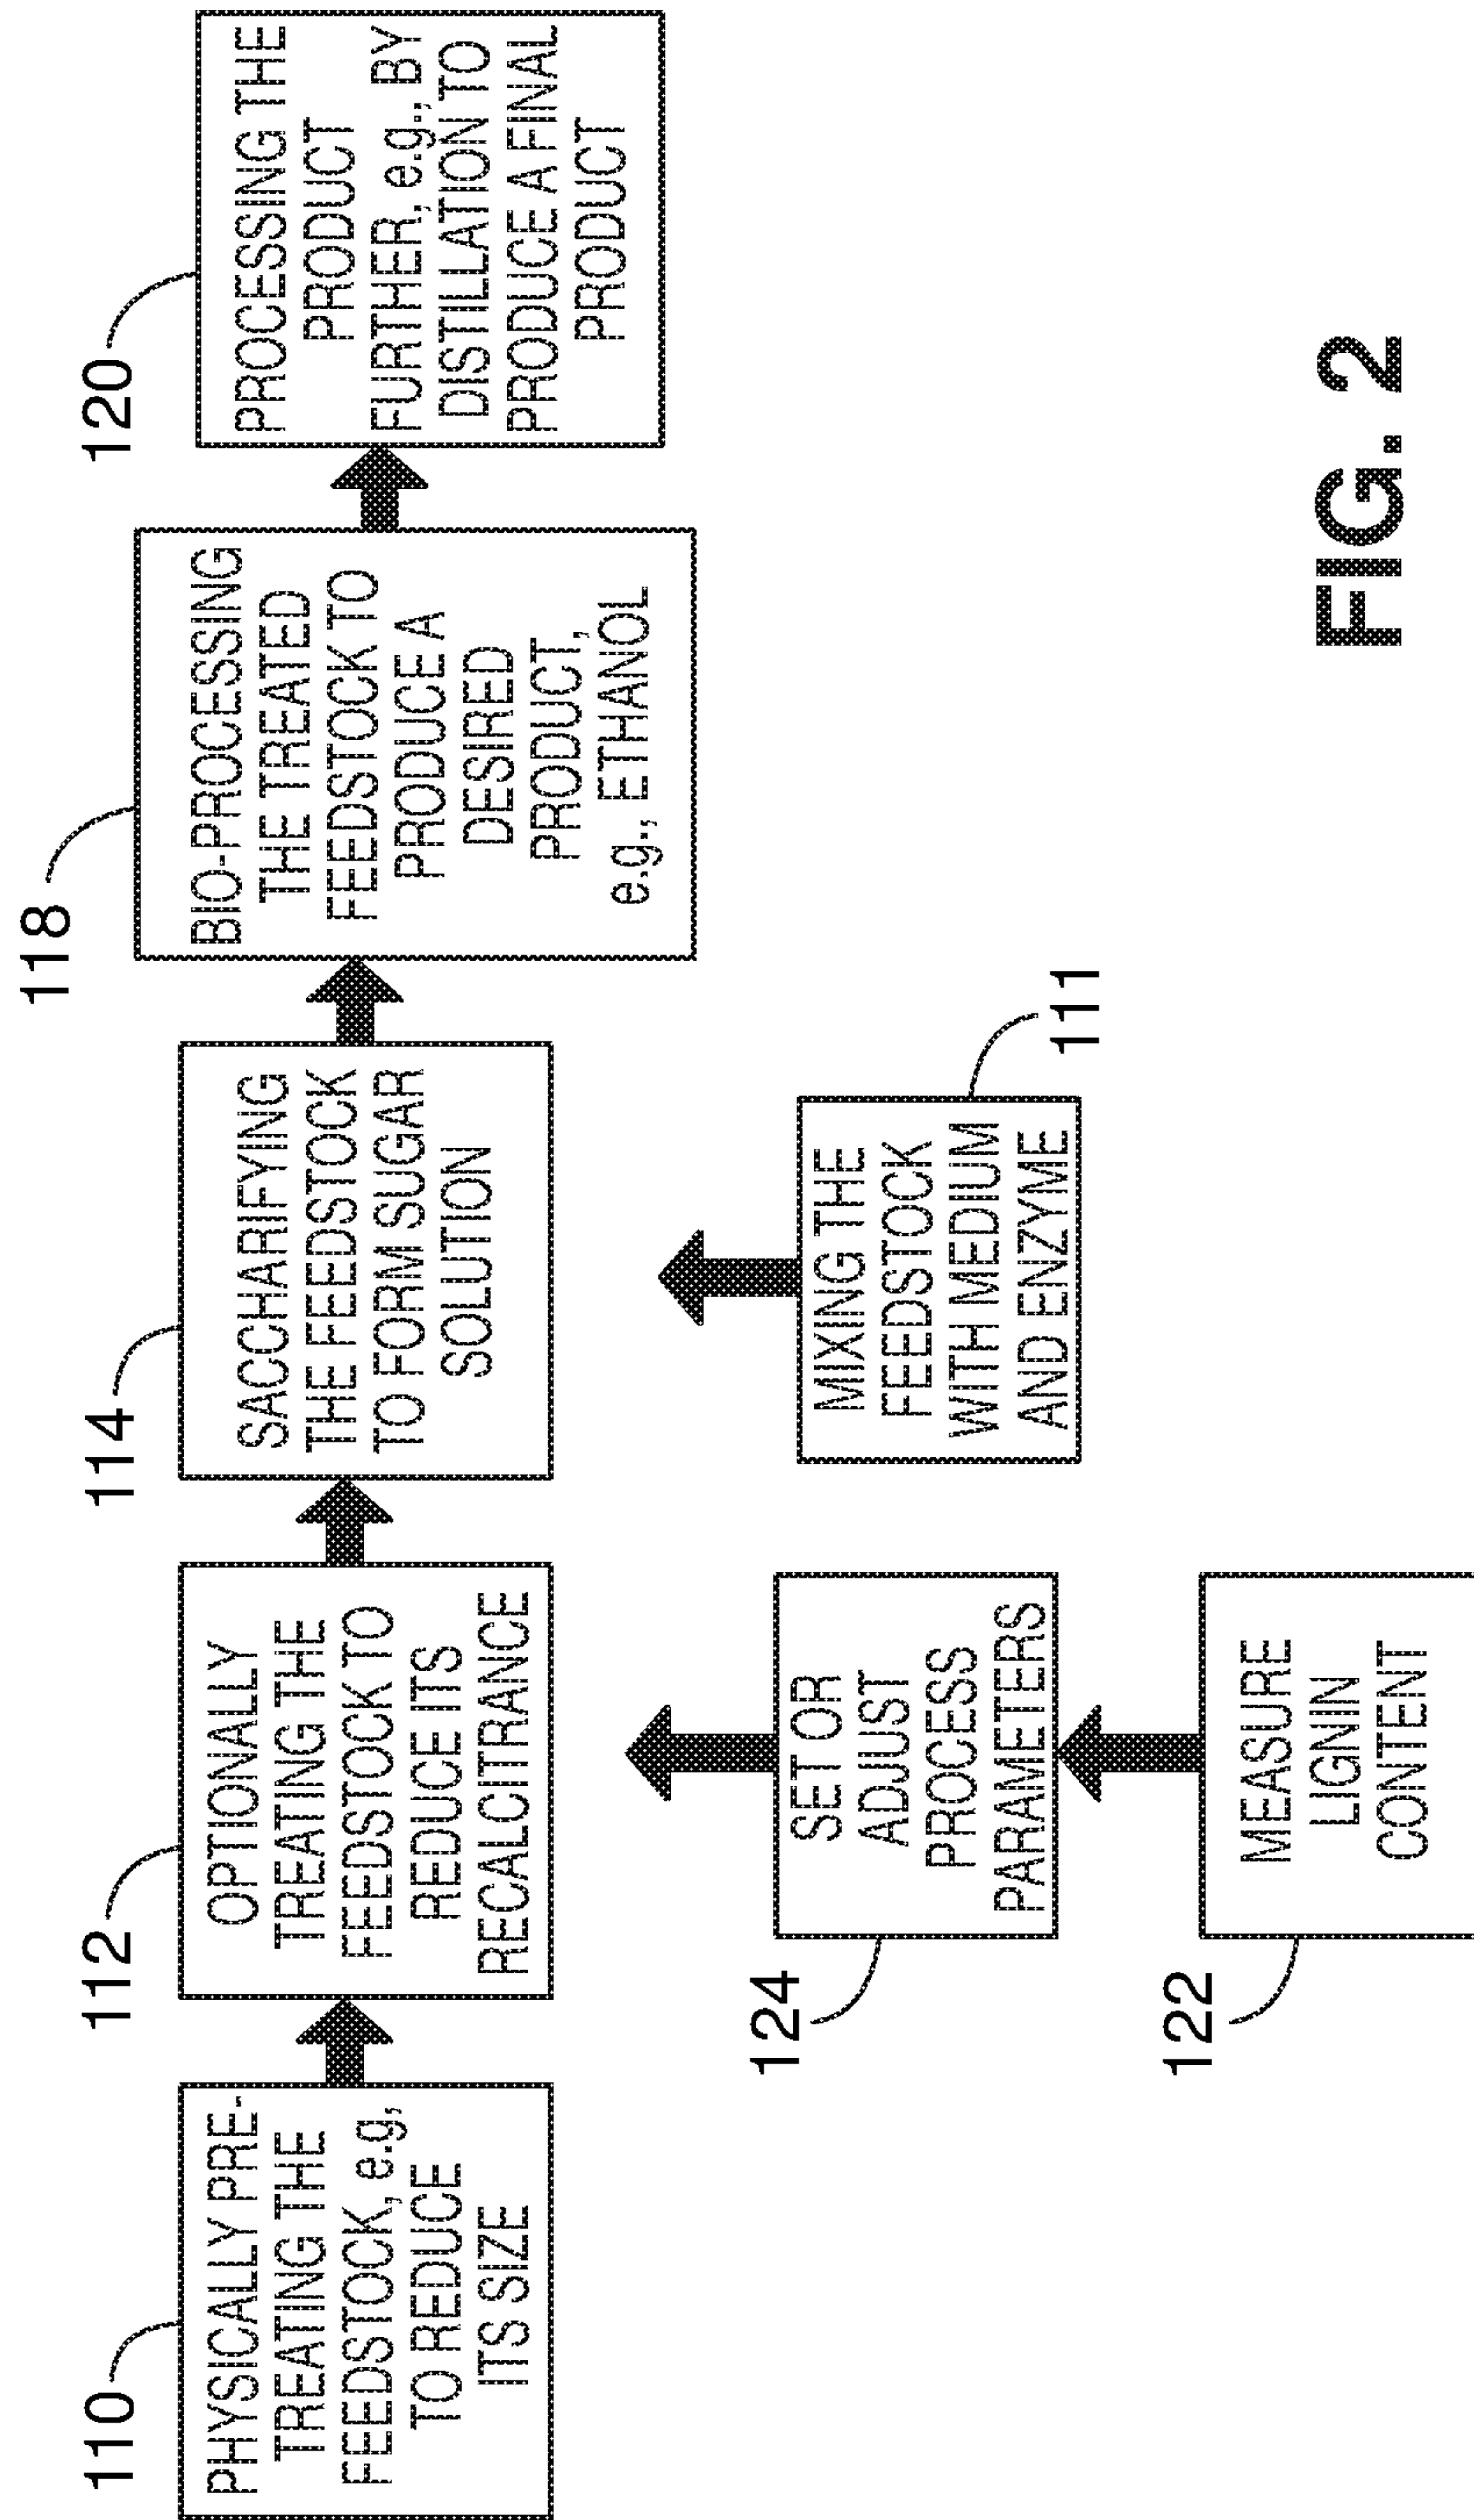 110
PHYSICALLY PRE-
TREATING THE
FEEDSTOCK, e.g,
TO REDUCE
ITS SIZE
112
OPTIONALLY
TREATING THE
FEEDSTOCK TO
REDUCE ITS
RECALCITRANCE
114
SACCHARIFYING
THE FEEDSTOCK
TO FORM SUGAR
SOLUTION
118
BIO-PROCESSING
THE TREATED
FEEDSTOCK TO
PRODUCE A
DESIRED
PRODUCT,
e.g., ETHANOL
120
PROCESSING THE
PRODUCT
FURTHER, e.g., BY
DISTILLATION TO
PRODUCE A FINAL
PRODUCT
124
SET OR
ADJUST
PROCESS
PARAMETERS
MIXING THE
FEEDSTOCK
WITH MEDIUM
AND ENZYME
111
122
MEASURE
LIGNIN
CONTENT
FIG. 2